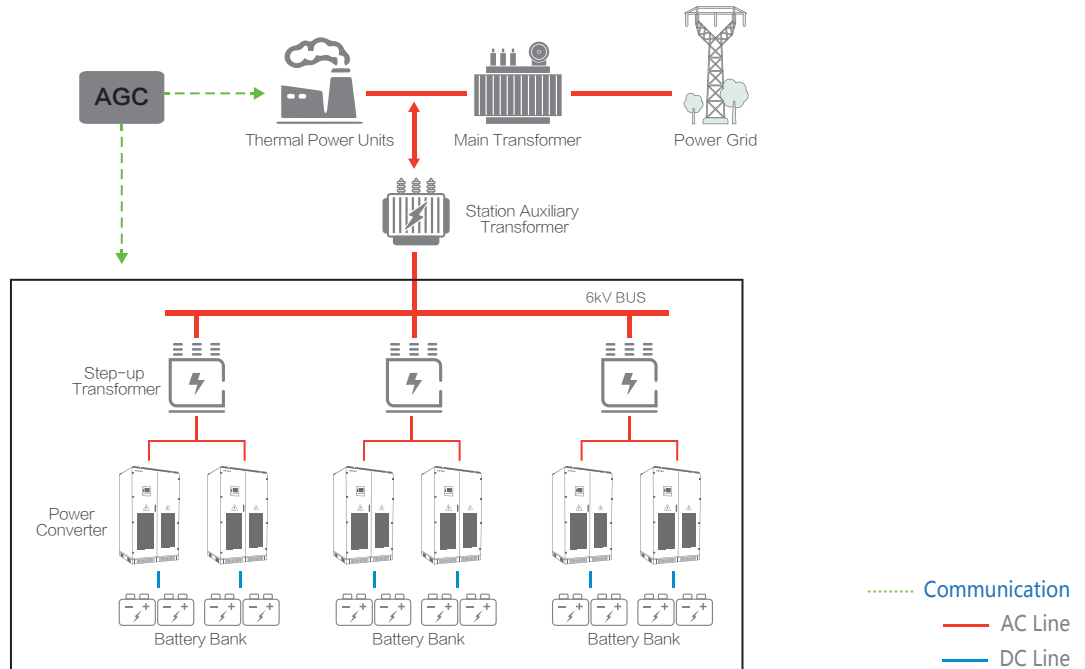 AGC
Thermal Power Units
Main Transformer
Power Grid
Station Auxiliary
Transformer
6kV BUS
Step-up
Transformer
Power
Converter
Battery Bank
Battery Bank
Battery Bank
Communication
AC Line
DC Line